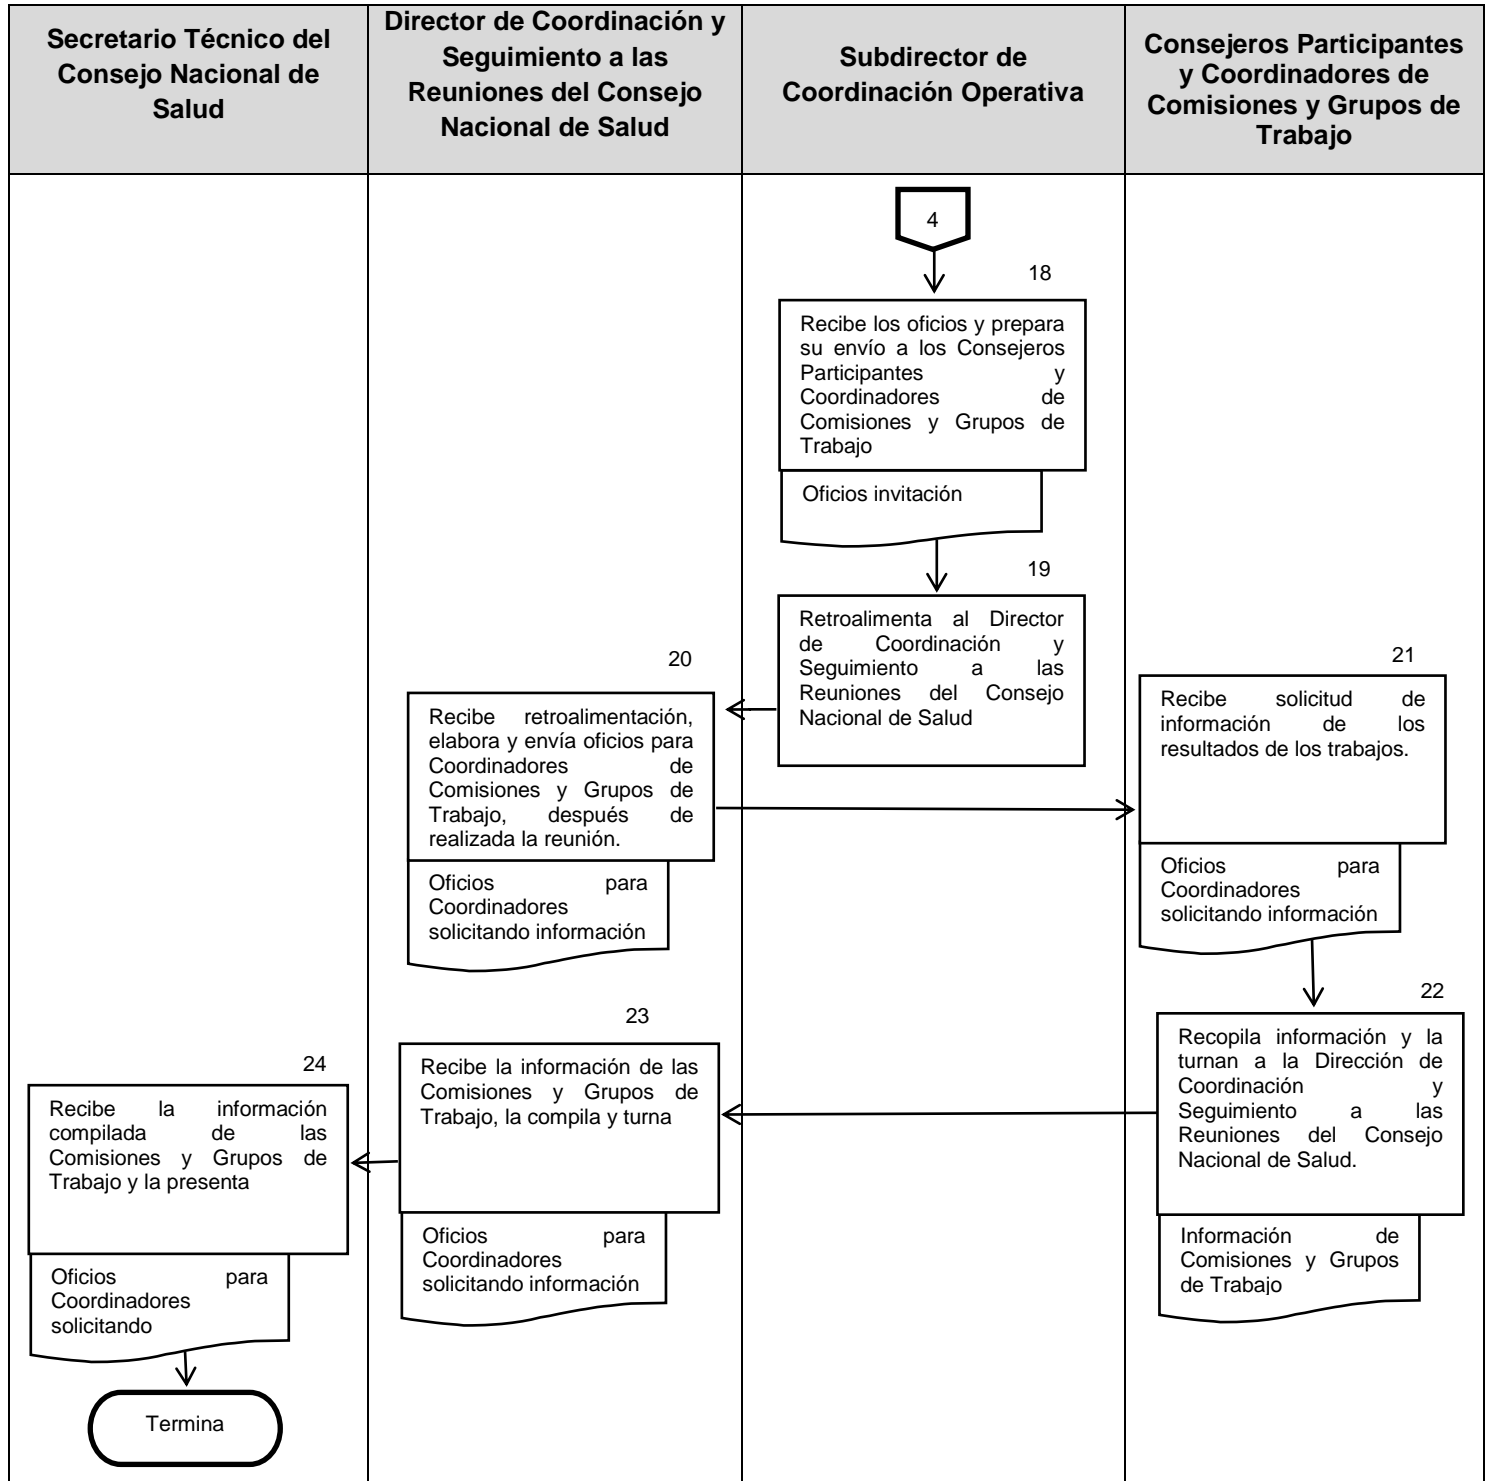 Secretario Técnico del
Consejo Nacional de
Salud
Director de Coordinación y
Seguimiento a las
Reuniones del Consejo
Nacional de Salud
Subdirector de
Coordinación Operativa
Consejeros Participantes
y Coordinadores de
Comisiones y Grupos de
Trabajo
4
18
Recibe los oficios y prepara
su envío a los Consejeros
Participantes y
Coordinadores de
Comisiones y Grupos de
Trabajo
Oficios invitación
19
Retroalimenta al Director
de Coordinación y
Seguimiento a las
Reuniones del Consejo
Nacional de Salud
20
Recibe retroalimentación,
elabora y envía oficios para
Coordinadores de
Comisiones y Grupos de
Trabajo, después de
realizada la reunión.
Oficios para
Coordinadores
solicitando información
21
Recibe solicitud de
información de los
resultados de los trabajos.
Oficios para
Coordinadores
solicitando información
22
Recopila información y la
turnan a la Dirección de
Coordinación y
Seguimiento a las
Reuniones del Consejo
Nacional de Salud.
Información de
Comisiones y Grupos
de Trabajo
23
Recibe la información de las
Comisiones y Grupos de
Trabajo, la compila y turna
Oficios para
Coordinadores
solicitando información
24
Recibe la información
compilada de las
Comisiones y Grupos de
Trabajo y la presenta
Oficios para
Coordinadores
solicitando
Termina